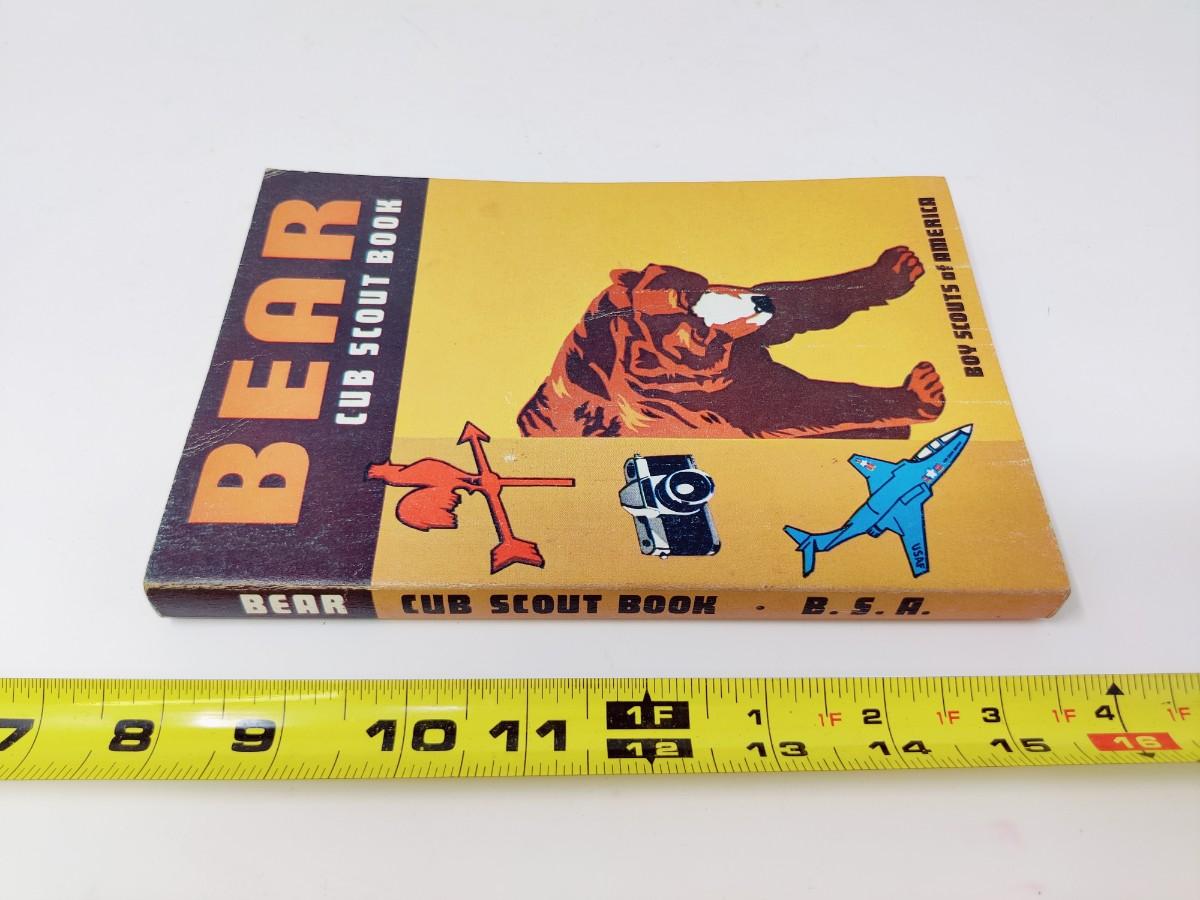 BEAR
CUB SCOUT BOOK
BOY SCOUTS of AMERICA
USAF
BEAR CUB SCOUT BOOK · B. S. A.
7 8 9 10 11 1F 1 1F 2 1F 3 1F 4 1F
12 13 14 15 16